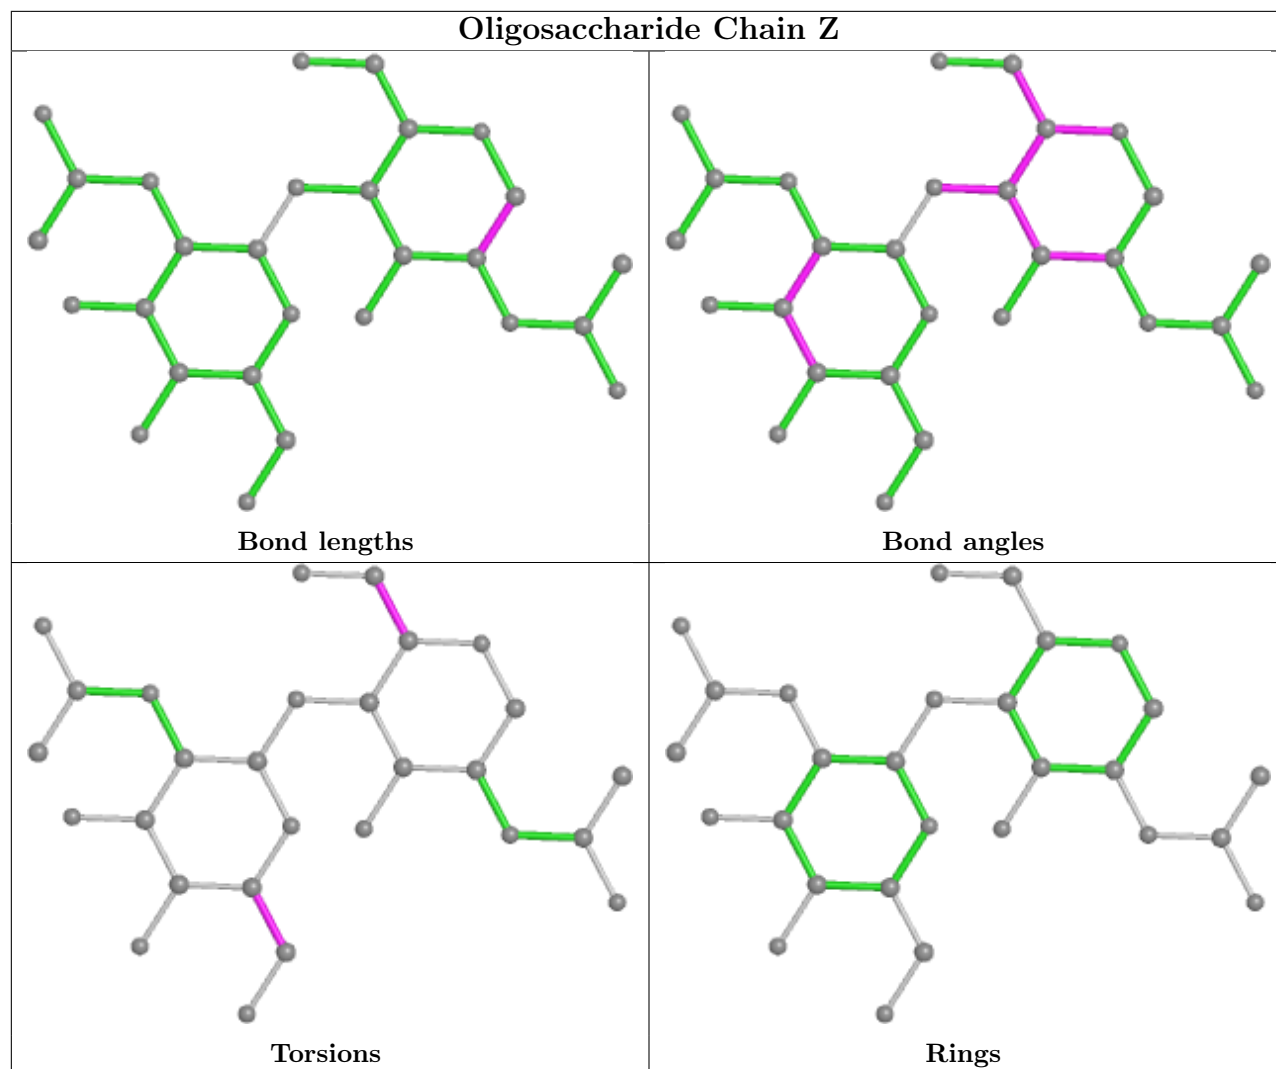 Oligosaccharide Chain Z
Bond lengths
Bond angles
Torsions
Rings